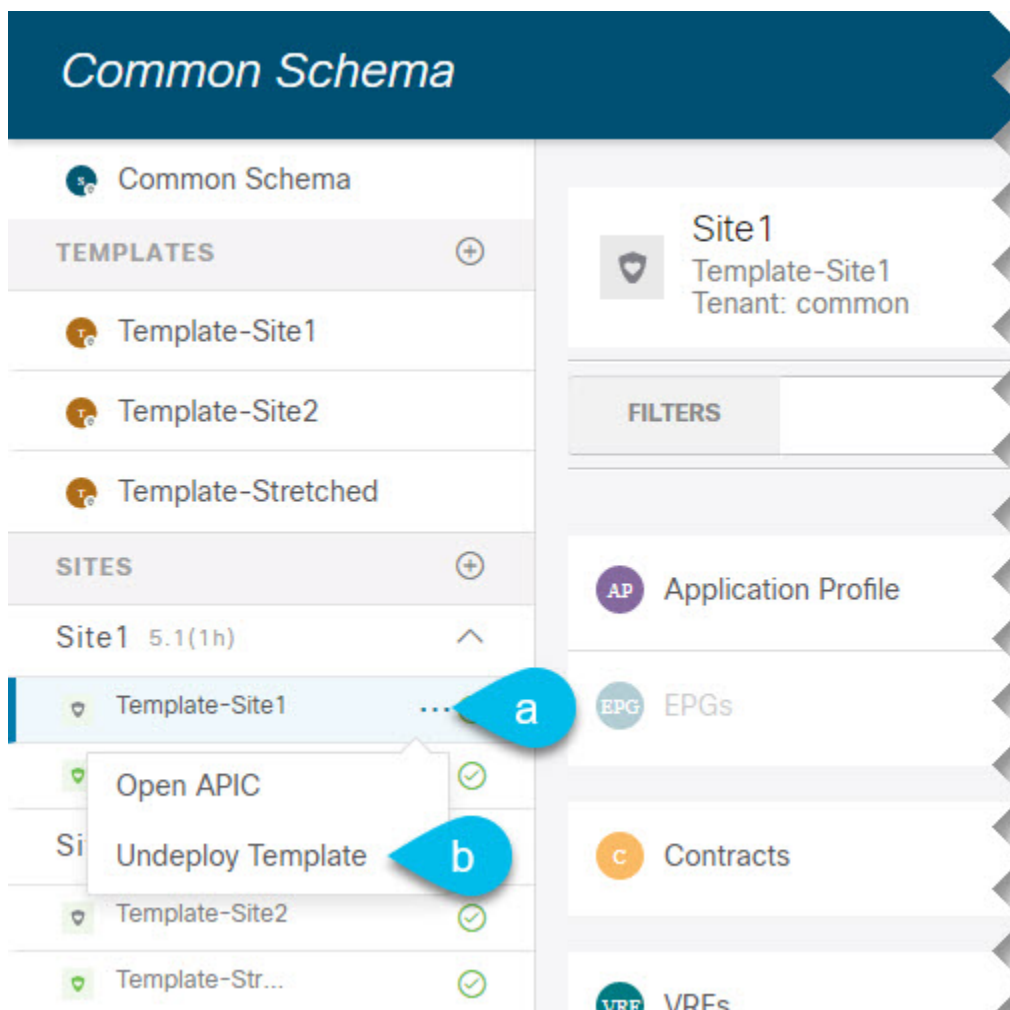 Common Schema
S Common Schema
TEMPLATES
T Template-Site1
T Template-Site2
T Template-Stretched
SITES
Site1 5.1(1h)
Template-Site1 ... a
Open APIC
Si
Undeploy Template b
Template-Site2
Template-Str...
Site1
Template-Site1
Tenant: common
FILTERS
AP Application Profile
EPG EPGs
C Contracts
VRF VRFs